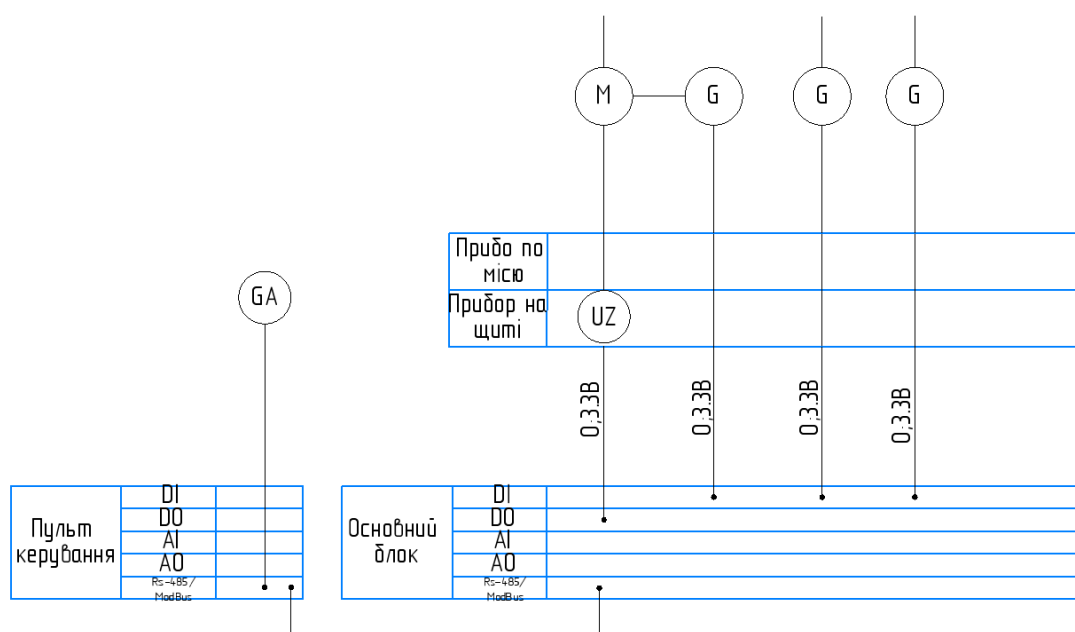 M
G
G
G
Прибо по
місю
GA
Прибор на
щиті
UZ
0;3.3В
0;3.3В
0;3.3В
0;3.3В
Пульт
керування
DI
DO
AI
AO
Rs-485/
ModBus
Основний
блок
DI
DO
AI
AO
Rs-485/
ModBus